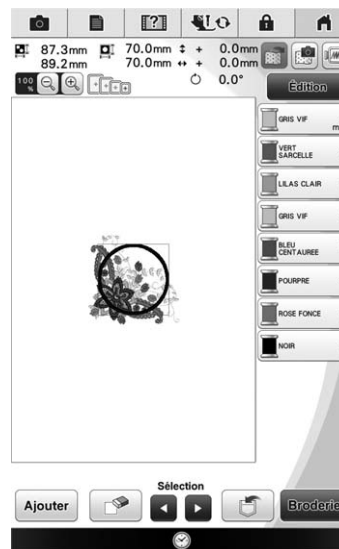 87.3mm 70.0mm + 0.0mm
89.2mm 70.0mm + 0.0mm
100 % 0.0°
Édition
GRIS VIF
m
VERT
SARCELLE
LILAS CLAIR
GRIS VIF
BLEU
CENTAUREE
POURPRE
ROSE FONCE
NOIR
Sélection
Ajouter
Broderie